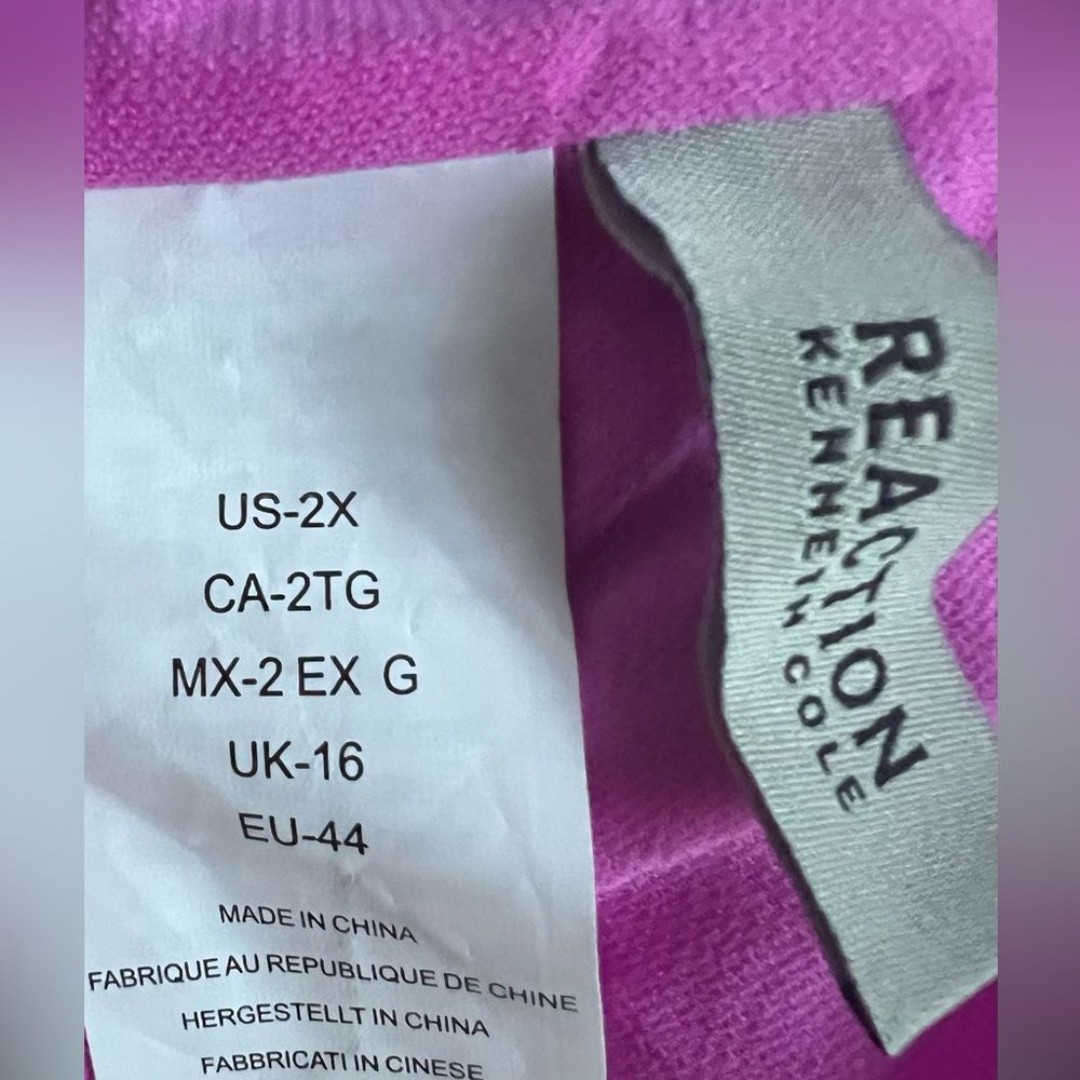 US-2X
CA-2TG
MX-2 EX G
UK-16
EU-44
MADE IN CHINA
FABRIQUE AU REPUBLIQUE DE CHINE
HERGESTELLT IN CHINA
FABBRICATI IN CINESE
REACTION
KENNETH COLE